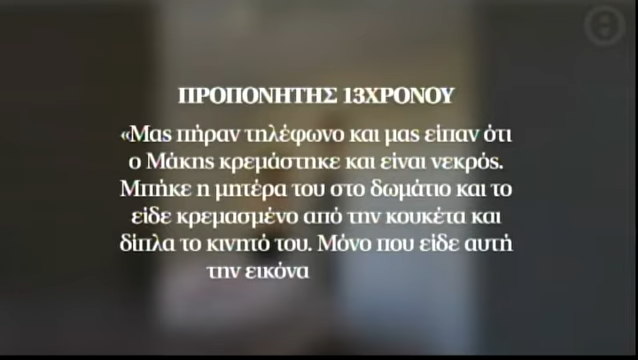 ΠΡΟΠΟΝΗΤΗΣ 13ΧΡΟΝΟΥ
«Μας πήραν τηλέφωνο και μας είπαν ότι
ο Μάκης κρεμάστηκε και είναι νεκρός.
Μπήκε η μητέρα του στο δωμάτιο και το
είδε κρεμασμένο από την κουκέτα και
δίπλα το κινητό του. Μόνο που είδε αυτή
την εικόνα